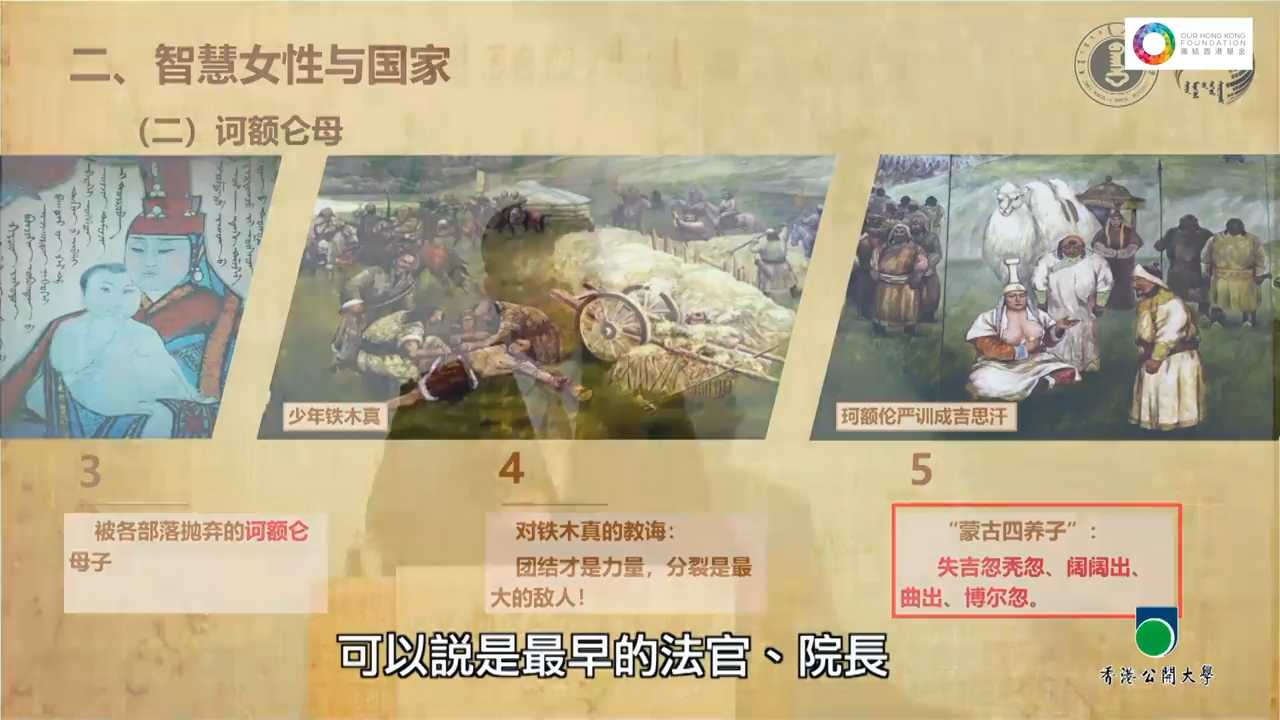 二、智慧女性与国家
OUR HONG KONG
FOUNDATION
團結香港基金
（二）诃额仑母
少年铁木真
珂额伦严训成吉思汗
3
4
5
被各部落抛弃的诃额仑
母子
对铁木真的教诲：
团结才是力量，分裂是最
大的敌人！
“蒙古四养子”：
失吉忽秃忽、阔阔出、
曲出、博尔忽。
可以説是最早的法官、院長
香港公開大學